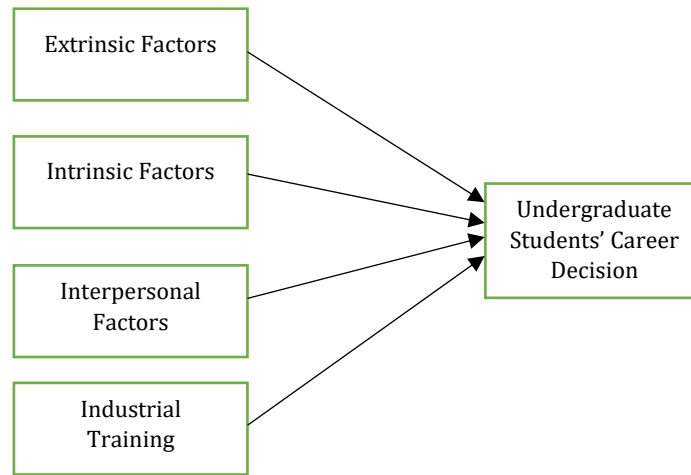 Extrinsic Factors
Intrinsic Factors
Interpersonal
Factors
Industrial
Training
Undergraduate
Students’ Career
Decision